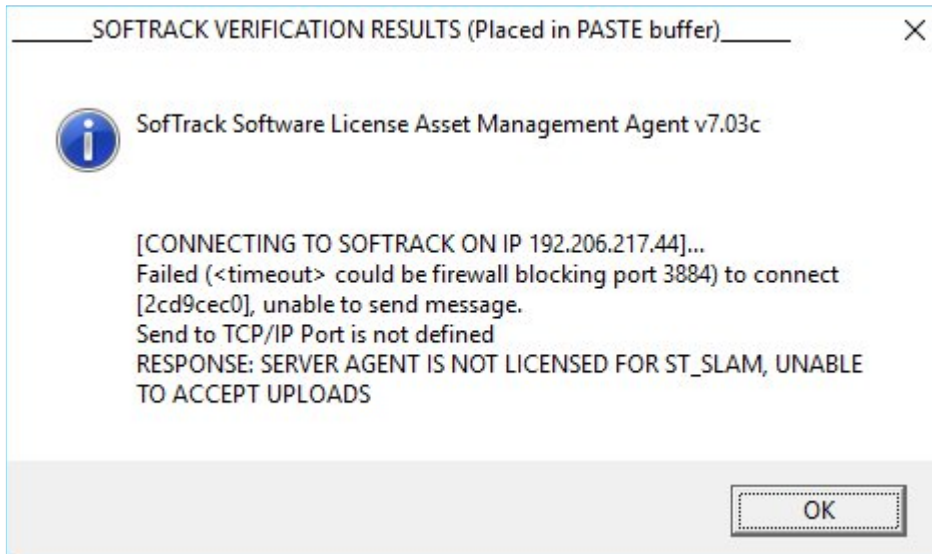 ______SOFTRACK VERIFICATION RESULTS (Placed in PASTE buffer)______
SofTrack Software License Asset Management Agent v7.03c
[CONNECTING TO SOFTRACK ON IP 192.206.217.44]...
Failed (<timeout> could be firewall blocking port 3884) to connect
[2cd9cec0], unable to send message.
Send to TCP/IP Port is not defined
RESPONSE: SERVER AGENT IS NOT LICENSED FOR ST_SLAM, UNABLE
TO ACCEPT UPLOADS
OK